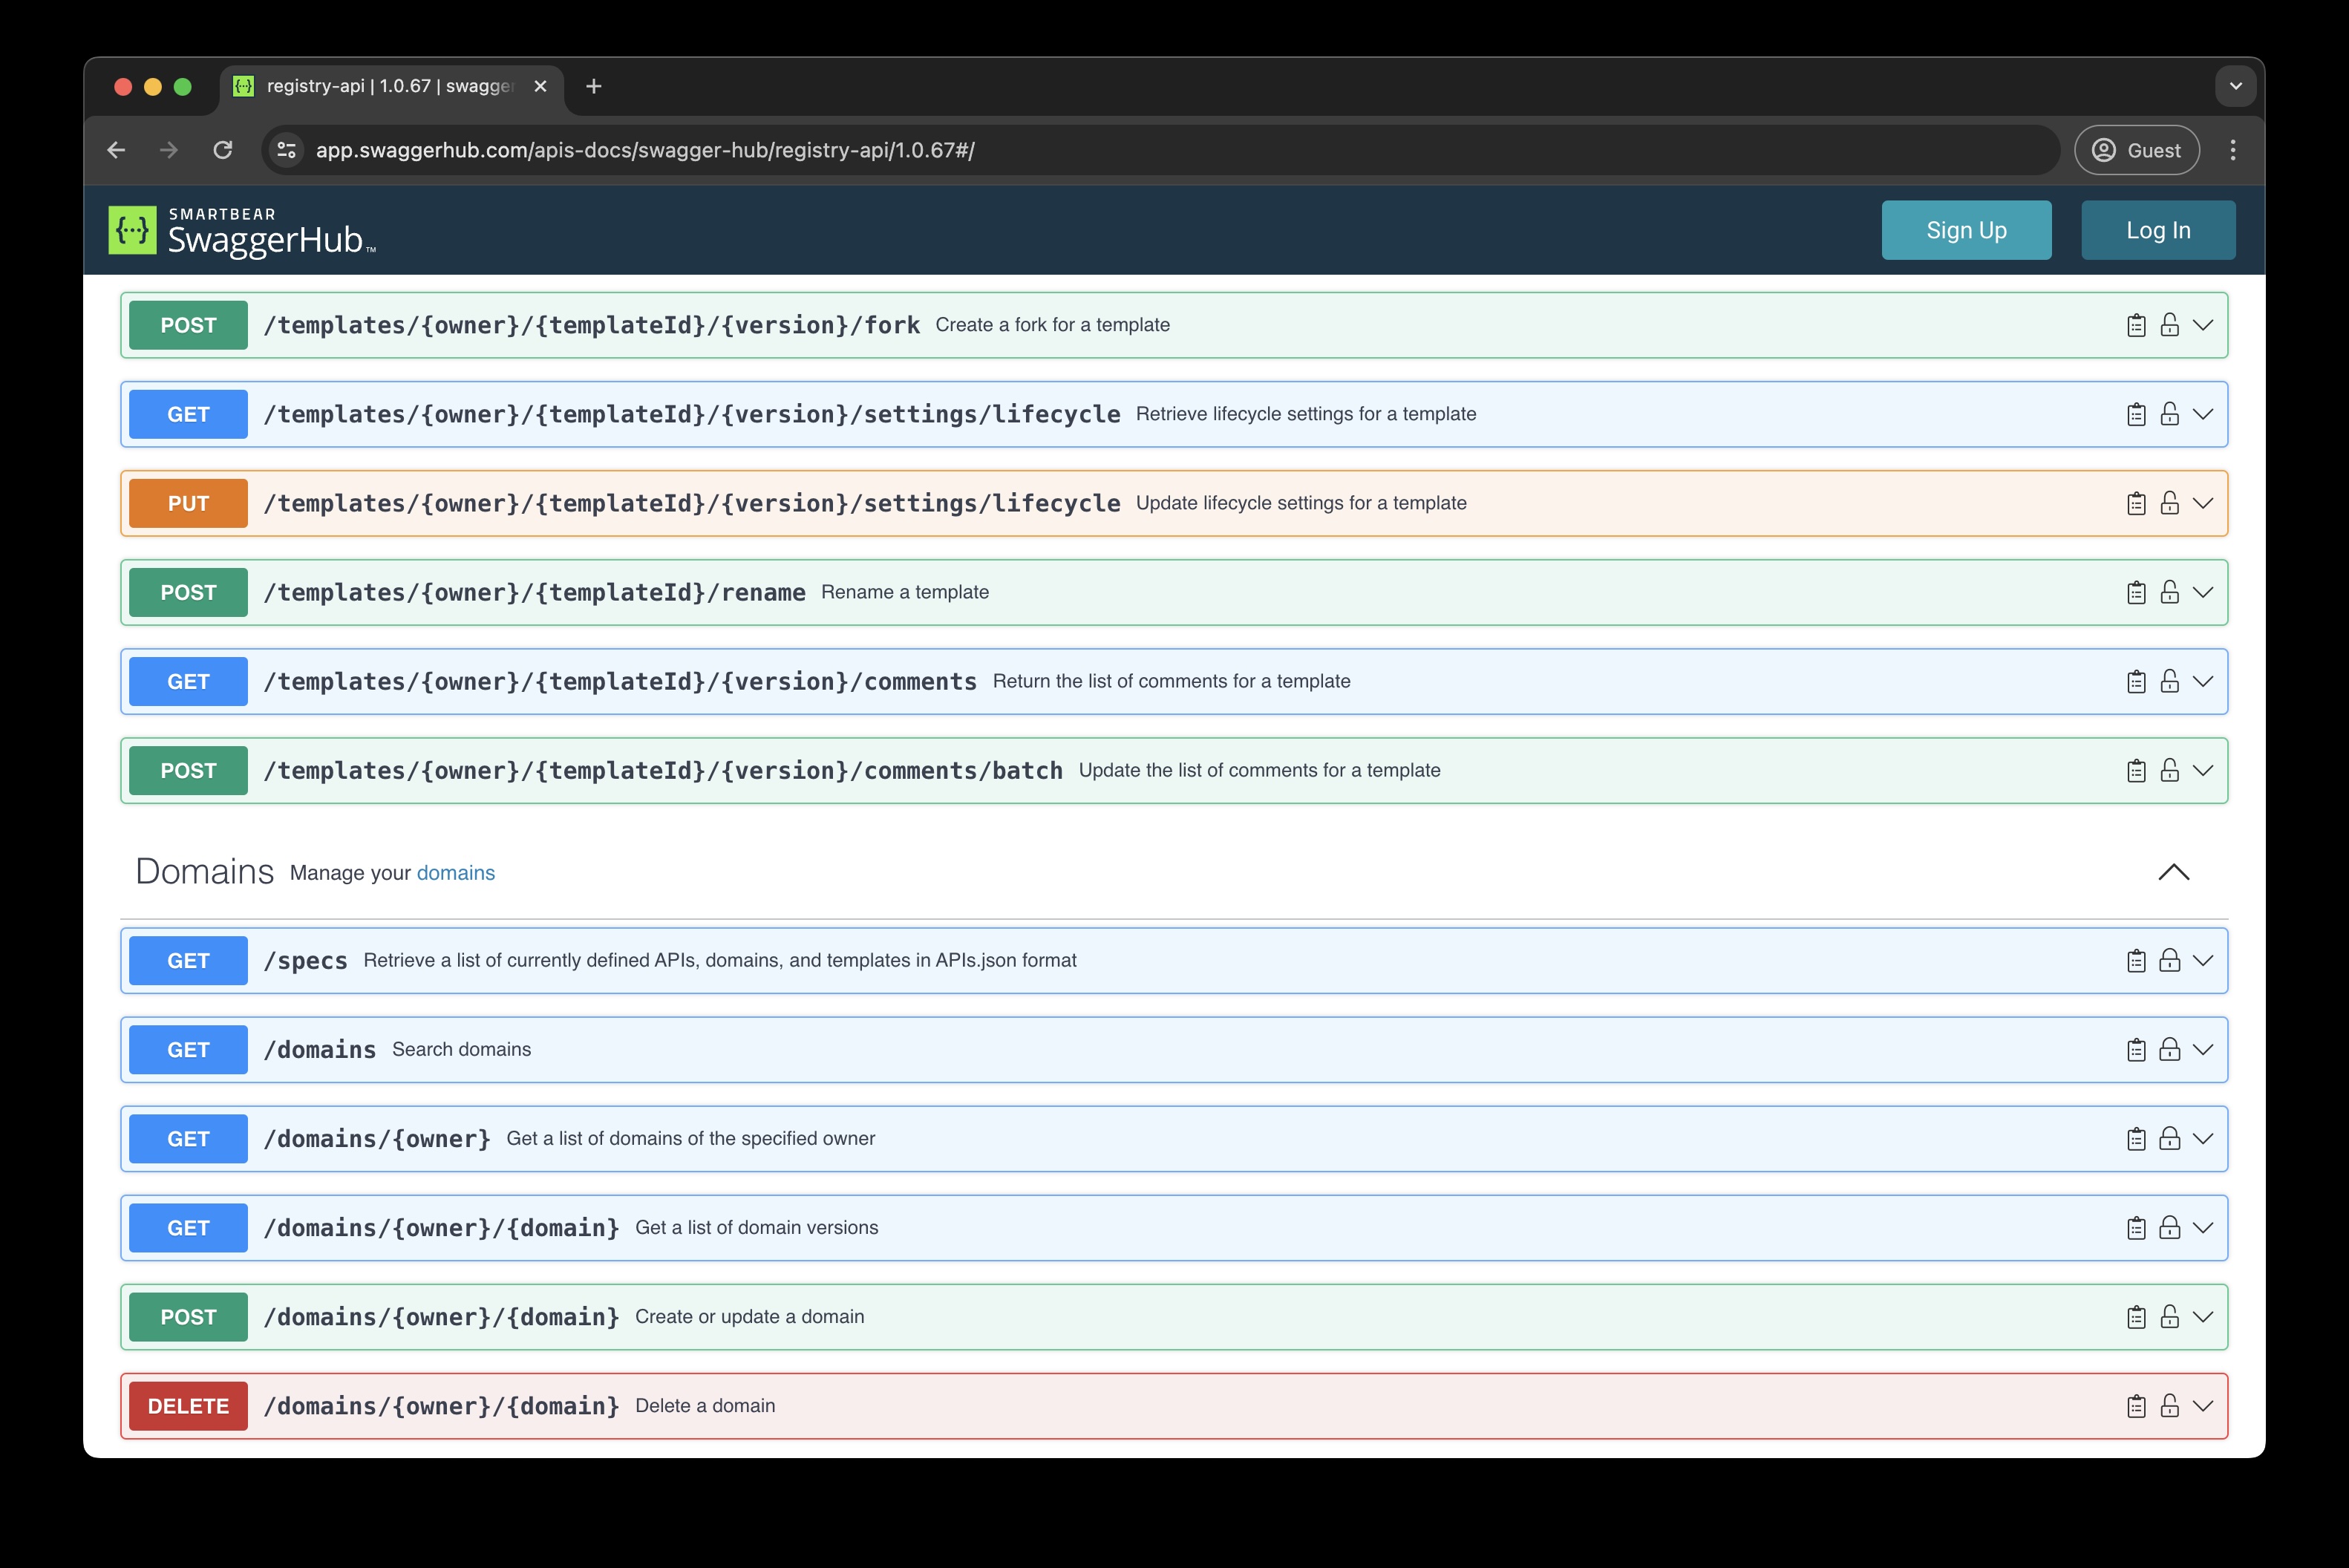 registry-api | 1.0.67 | swagger
app.swaggerhub.com/apis-docs/swagger-hub/registry-api/1.0.67#/
Guest
SMARTBEAR
SwaggerHub™
Sign Up
Log In
POST /templates/{owner}/{templateId}/{version}/fork Create a fork for a template
GET /templates/{owner}/{templateId}/{version}/settings/lifecycle Retrieve lifecycle settings for a template
PUT /templates/{owner}/{templateId}/{version}/settings/lifecycle Update lifecycle settings for a template
POST /templates/{owner}/{templateId}/rename Rename a template
GET /templates/{owner}/{templateId}/{version}/comments Return the list of comments for a template
POST /templates/{owner}/{templateId}/{version}/comments/batch Update the list of comments for a template
Domains Manage your domains
GET /specs Retrieve a list of currently defined APIs, domains, and templates in APIs.json format
GET /domains Search domains
GET /domains/{owner} Get a list of domains of the specified owner
GET /domains/{owner}/{domain} Get a list of domain versions
POST /domains/{owner}/{domain} Create or update a domain
DELETE /domains/{owner}/{domain} Delete a domain